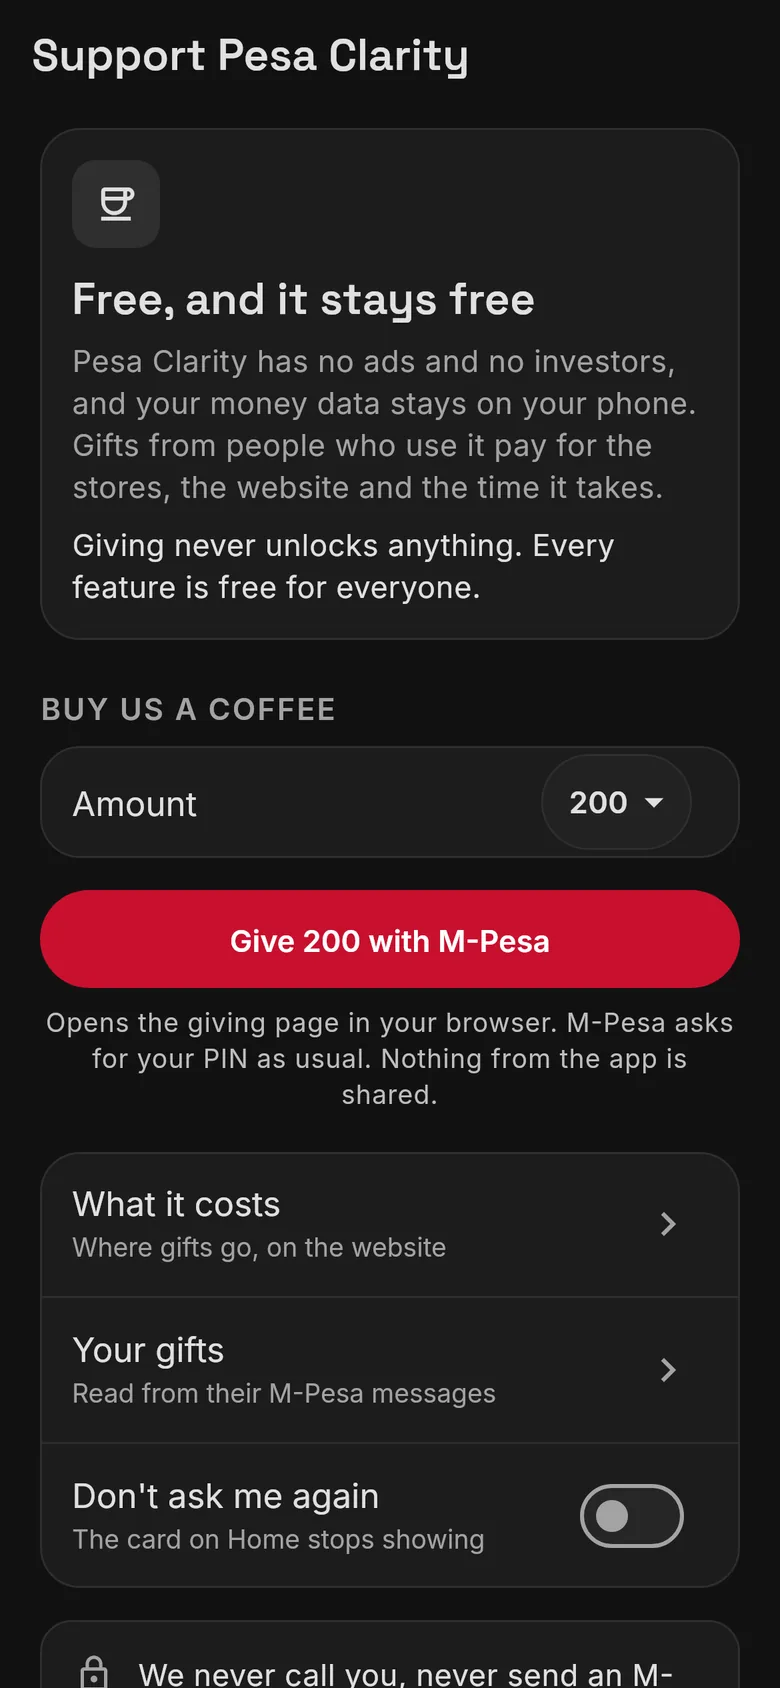 Support Pesa Clarity
Free, and it stays free
Pesa Clarity has no ads and no investors,
and your money data stays on your phone.
Gifts from people who use it pay for the
stores, the website and the time it takes.
Giving never unlocks anything. Every
feature is free for everyone.
BUY US A COFFEE
Amount
200
Give 200 with M-Pesa
Opens the giving page in your browser. M-Pesa asks
for your PIN as usual. Nothing from the app is
shared.
What it costs
Where gifts go, on the website
Your gifts
Read from their M-Pesa messages
Don't ask me again
The card on Home stops showing
We never call you, never send an M-